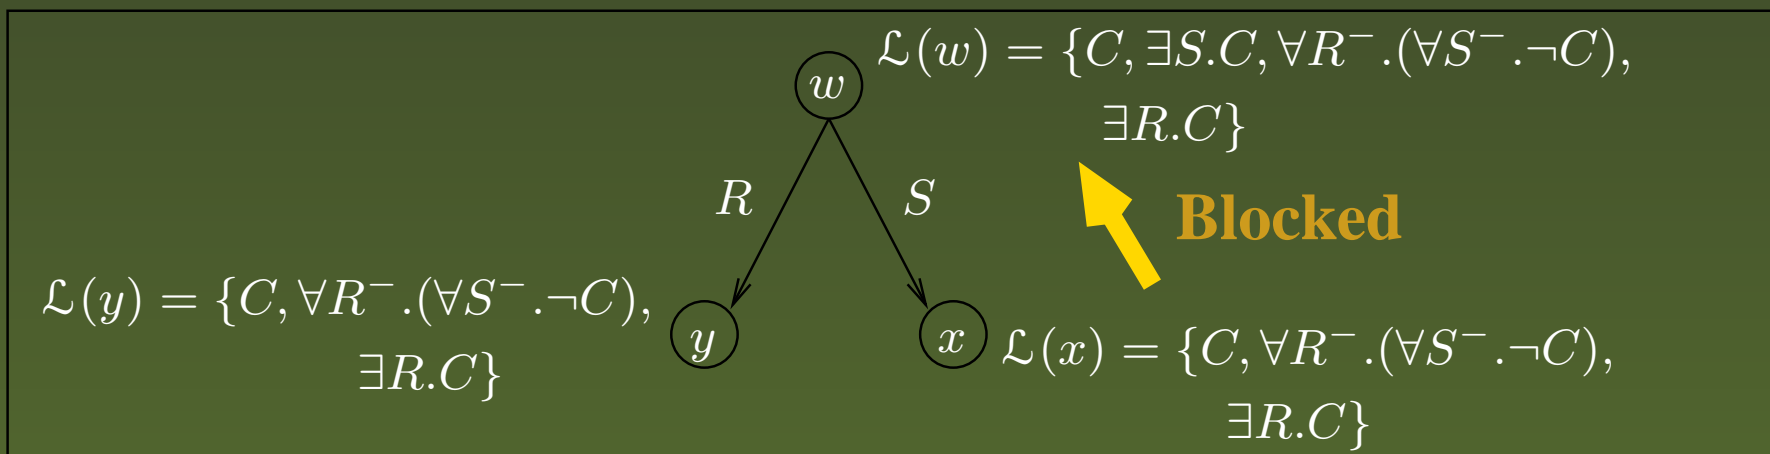 w
ℒ(w) = {C, ∃S.C, ∀R⁻.(∀S⁻.¬C),
∃R.C}
R
S
Blocked
ℒ(y) = {C, ∀R⁻.(∀S⁻.¬C),
∃R.C}
y
x
ℒ(x) = {C, ∀R⁻.(∀S⁻.¬C),
∃R.C}